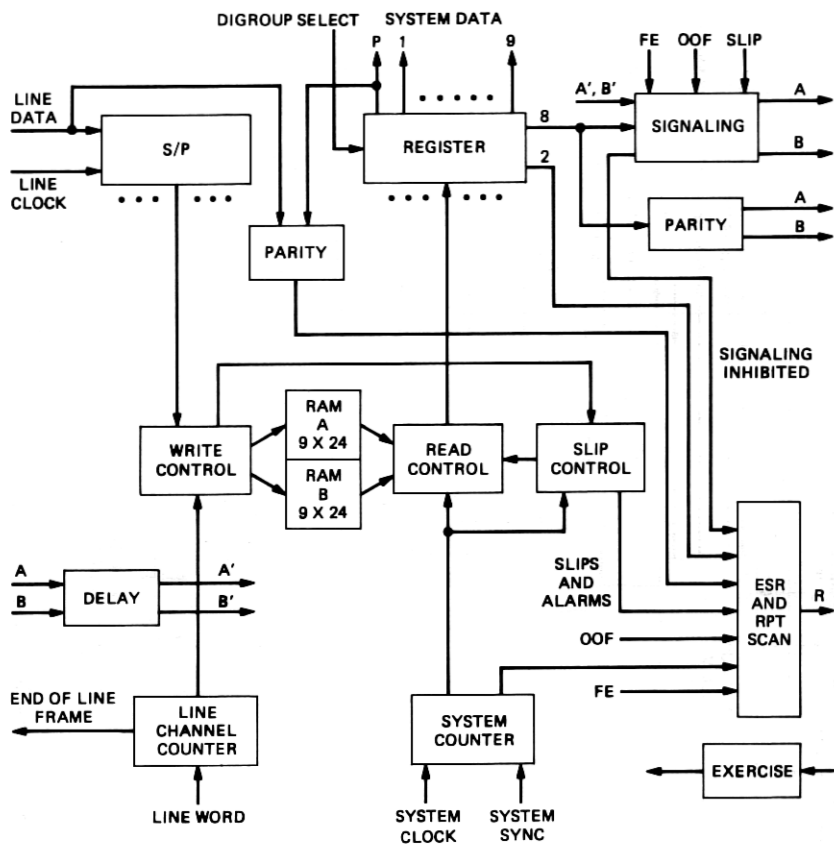 DIGROUP SELECT
SYSTEM DATA
P 1 9
FE OOF SLIP
LINE
DATA
LINE
CLOCK
S/P
REGISTER
8
2
A', B'
SIGNALING
A
B
PARITY
A
B
PARITY
SIGNALING
INHIBITED
WRITE
CONTROL
RAM
A
9 X 24
RAM
B
9 X 24
READ
CONTROL
SLIP
CONTROL
A
B
DELAY
A'
B'
SLIPS
AND
ALARMS
OOF
FE
ESR
AND
RPT
SCAN
R
END OF LINE
FRAME
LINE
CHANNEL
COUNTER
LINE WORD
SYSTEM
COUNTER
SYSTEM
CLOCK
SYSTEM
SYNC
EXERCISE